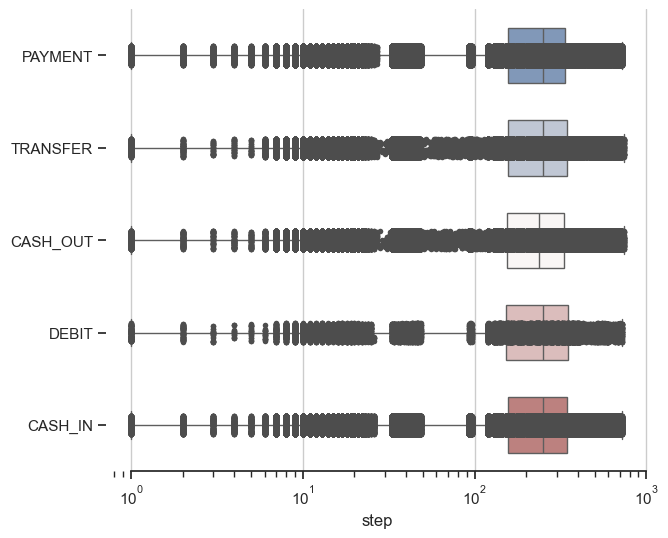 PAYMENT
TRANSFER
CASH_OUT
DEBIT
CASH_IN
10⁰ 10¹ 10² 10³
step